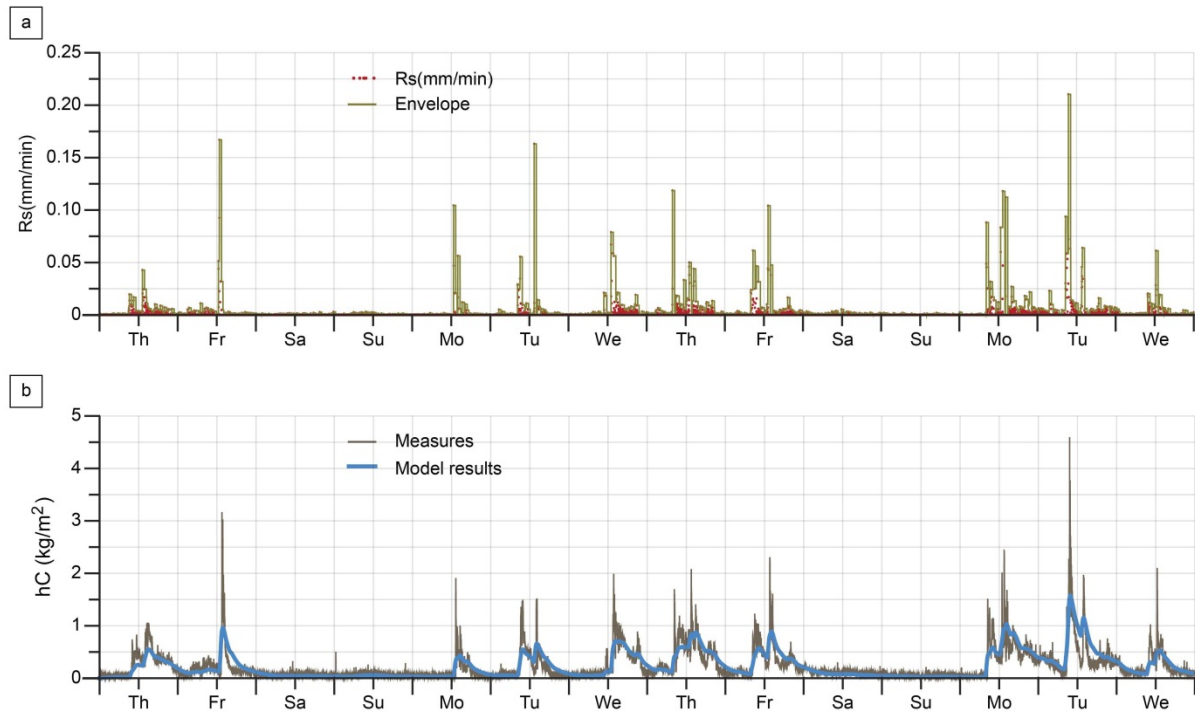 a
0.25
0.20
0.15
0.10
0.05
0
Rs(mm/min)
Rs(mm/min)
Envelope
Th Fr Sa Su Mo Tu We Th Fr Sa Su Mo Tu We
b
5
4
3
2
1
0
hC (kg/m²)
Measures
Model results
Th Fr Sa Su Mo Tu We Th Fr Sa Su Mo Tu We